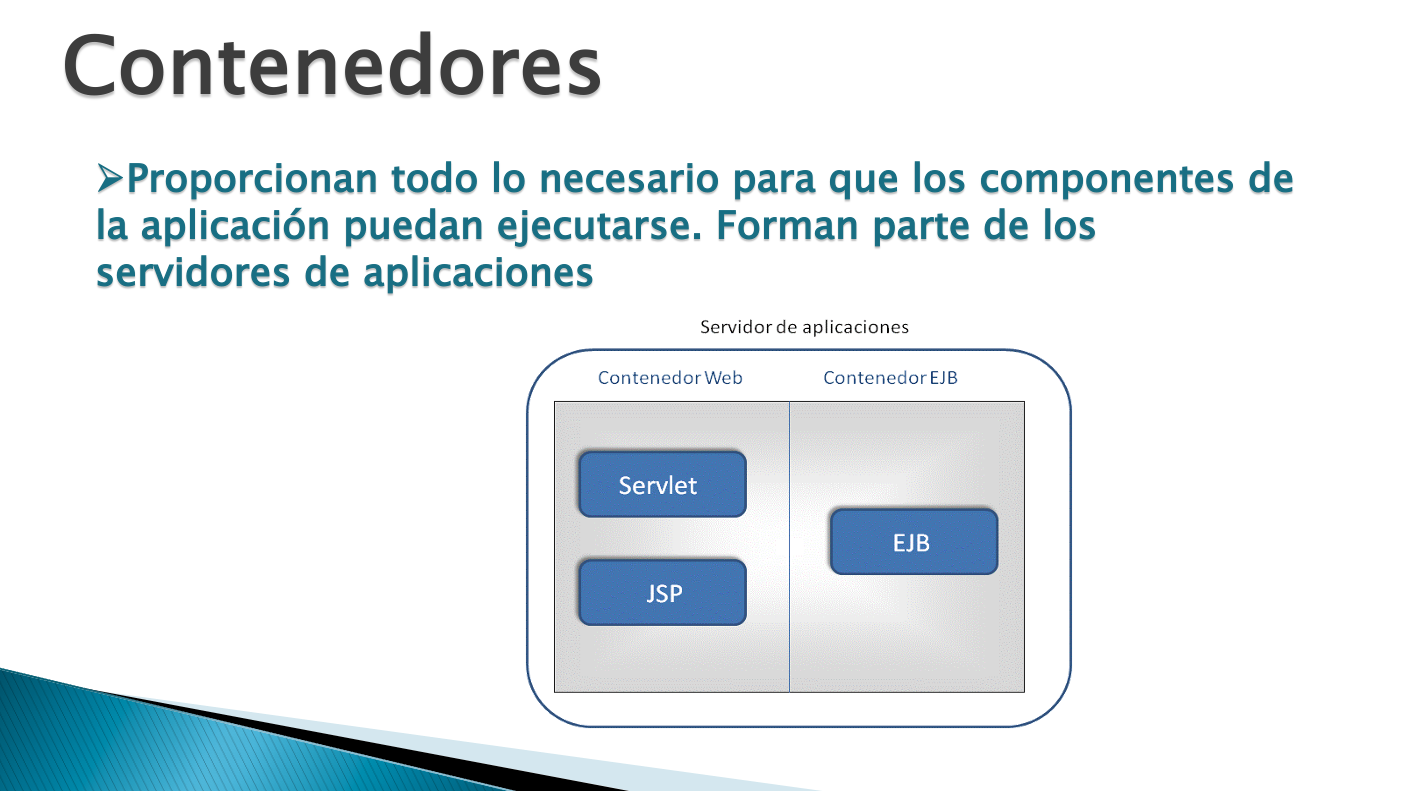 Contenedores
➢Proporcionan todo lo necesario para que los componentes de
la aplicación puedan ejecutarse. Forman parte de los
servidores de aplicaciones
Servidor de aplicaciones
Contenedor Web
Contenedor EJB
Servlet
EJB
JSP